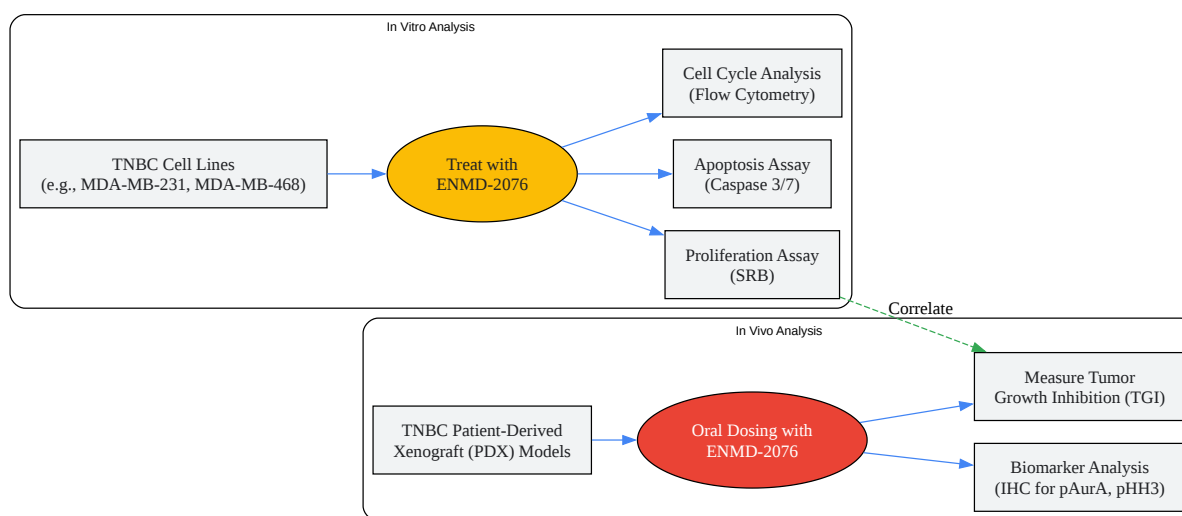 In Vitro Analysis
Cell Cycle Analysis
(Flow Cytometry)
TNBC Cell Lines
(e.g., MDA-MB-231, MDA-MB-468)
Treat with
ENMD-2076
Apoptosis Assay
(Caspase 3/7)
Proliferation Assay
(SRB)
Correlate
In Vivo Analysis
Measure Tumor
Growth Inhibition (TGI)
TNBC Patient-Derived
Xenograft (PDX) Models
Oral Dosing with
ENMD-2076
Biomarker Analysis
(IHC for pAurA, pHH3)